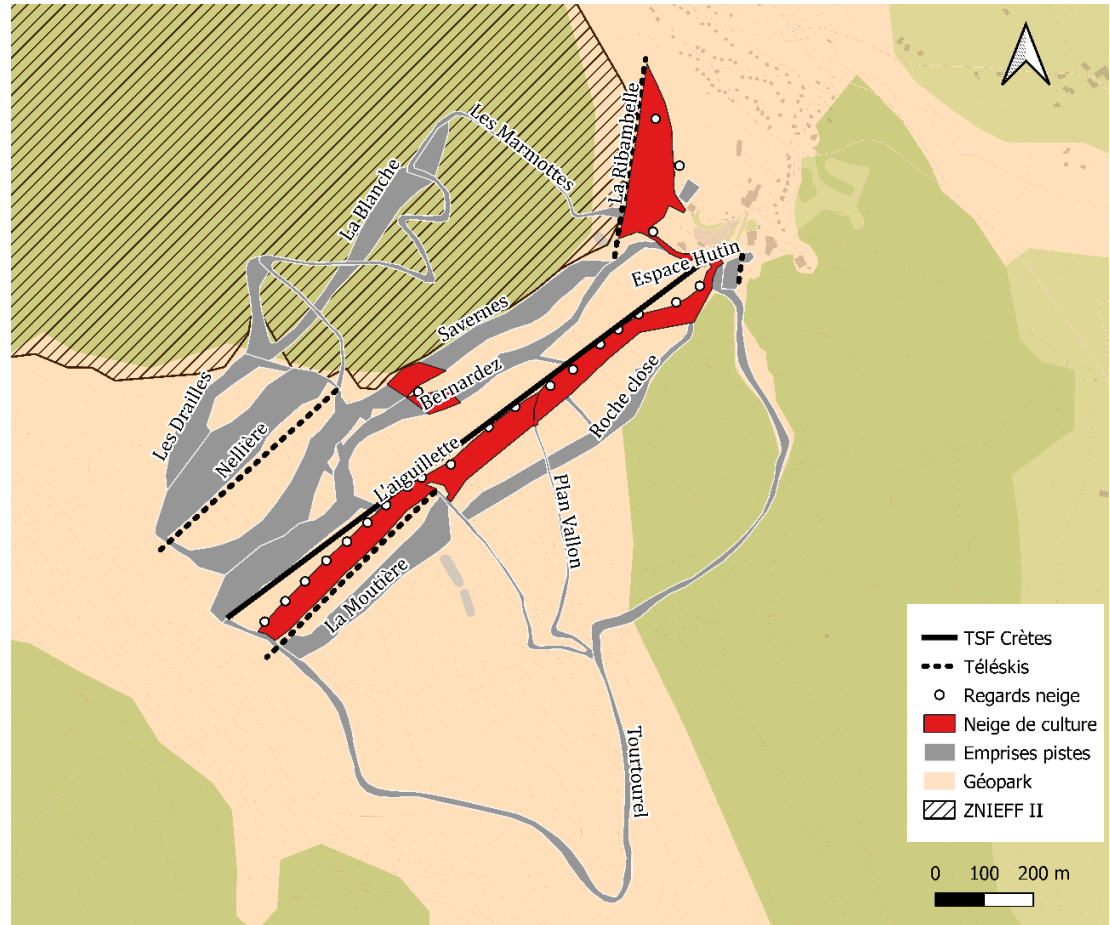 La Ribambelle
Les Marmottes
La Blanche
Espace Hutin
Savernes
Bernardez
Roche close
Les Drailles
Nellière
L'aiguillette
Plan Vallon
La Moutière
Tourtourel
TSF Crètes
Téléskis
Regards neige
Neige de culture
Emprises pistes
Géopark
ZNIEFF II
0 100 200 m